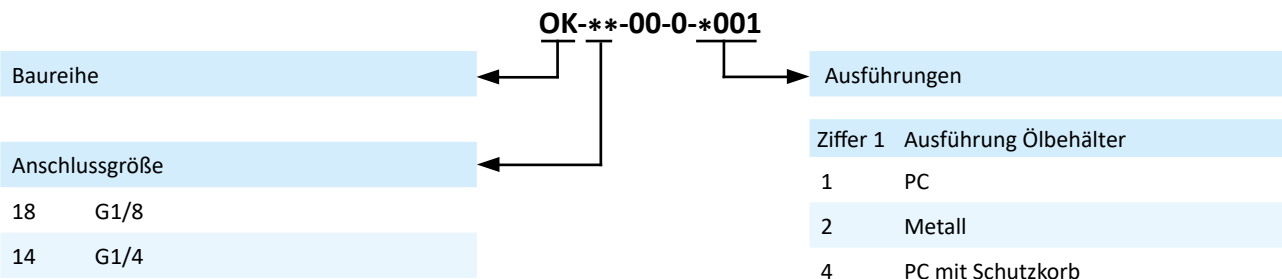 OK-**-00-0-*001
Baureihe
Anschlussgröße
18 G1/8
14 G1/4
Ausführungen
Ziffer 1 Ausführung Ölbehälter
1 PC
2 Metall
4 PC mit Schutzkorb